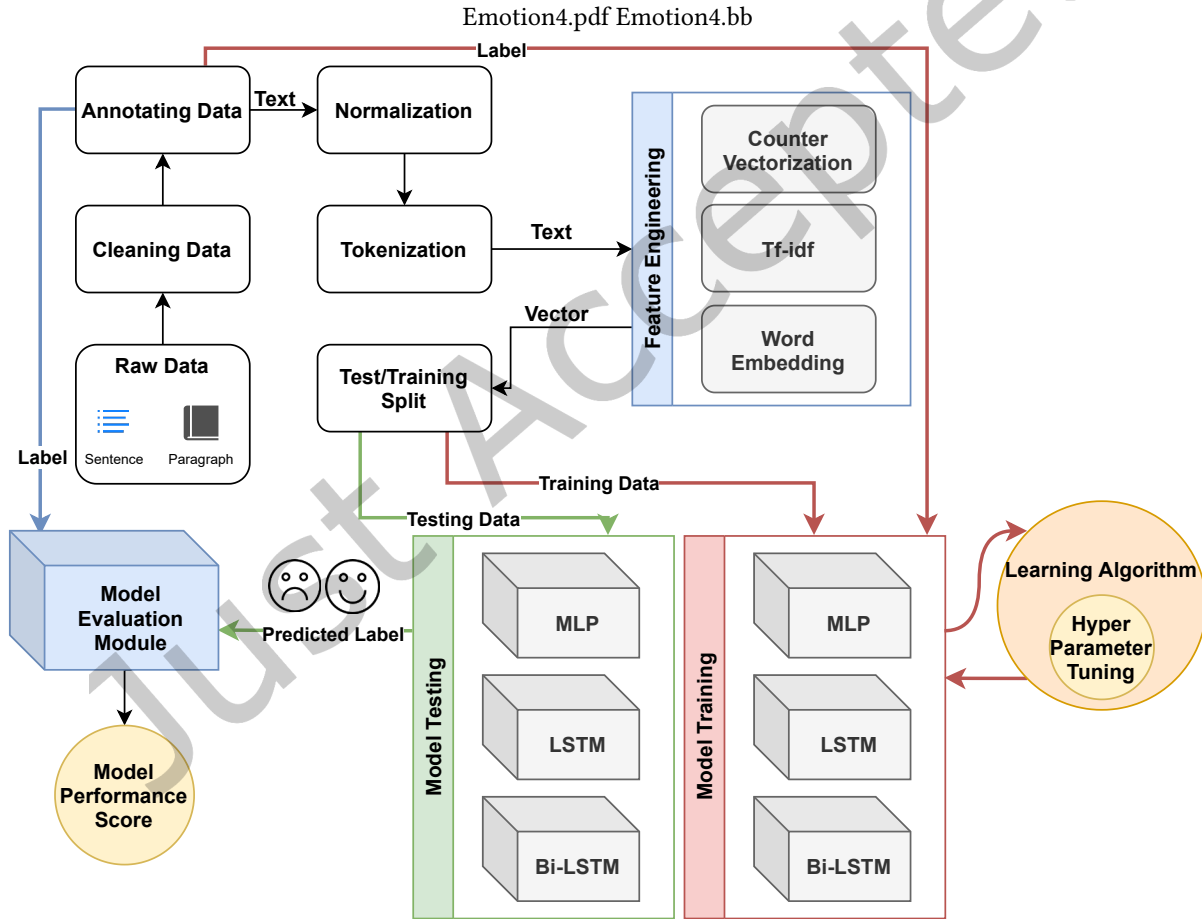 Emotion4.pdf Emotion4.bb
Label
Annotating Data
Text
Normalization
Counter
Vectorization
Feature Engineering
Cleaning Data
Tokenization
Text
Tf-idf
Vector
Word
Embedding
Raw Data
Sentence
Paragraph
Test/Training
Split
Label
Training Data
Testing Data
Model
Evaluation
Module
Predicted Label
Model Testing
MLP
LSTM
Bi-LSTM
Model Training
MLP
LSTM
Bi-LSTM
Learning Algorithm
Hyper
Parameter
Tuning
Model
Performance
Score
Just Accepte